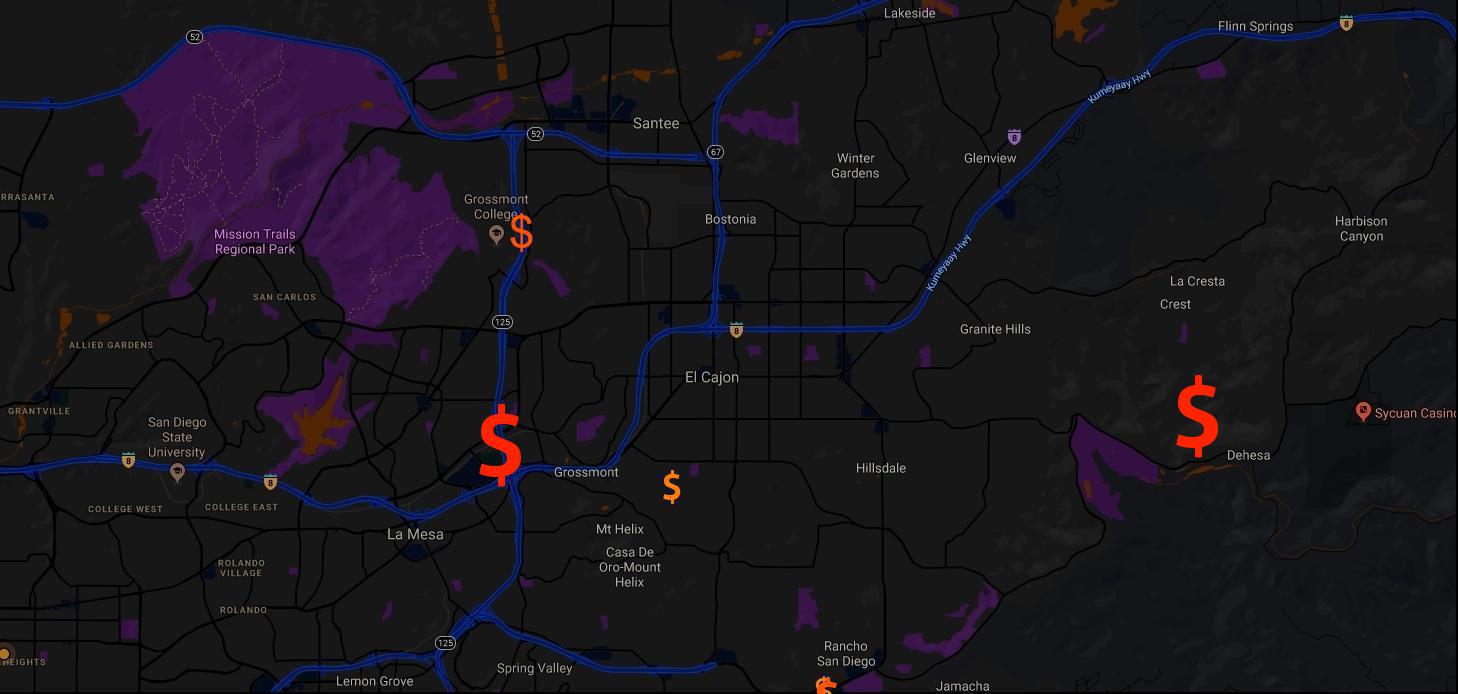 Lakeside
Flinn Springs
8
52
Kumeyaay Hwy
Santee
52
67
8
Glenview
Winter
Gardens
RRASANTA
Grossmont
College
$
Bostonia
Harbison
Canyon
Mission Trails
Regional Park
Kumeyaay Hwy
La Cresta
Crest
SAN CARLOS
125
8
Granite Hills
ALLIED GARDENS
El Cajon
GRANTVILLE
San Diego
State
University
$
$
Sycuan Casino
8
8
Grossmont
$
Hillsdale
Dehesa
COLLEGE WEST
COLLEGE EAST
La Mesa
Mt Helix
Casa De
Oro-Mount
Helix
ROLANDO
VILLAGE
ROLANDO
125
HEIGHTS
Spring Valley
Rancho
San Diego
$
Lemon Grove
Jamacha